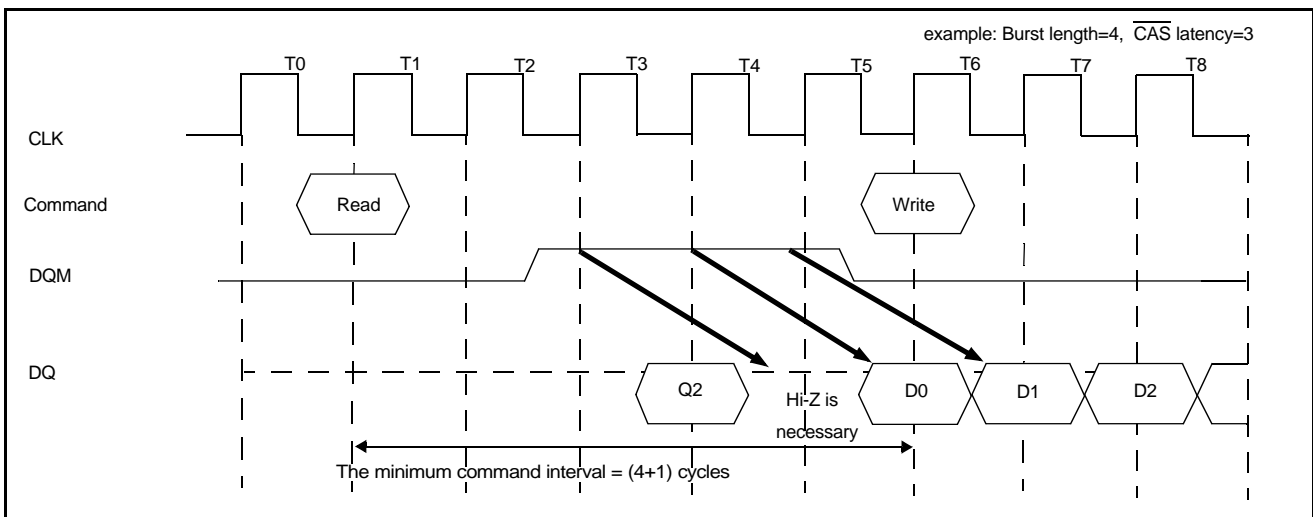 example: Burst length=4, CAS latency=3
T0 T1 T2 T3 T4 T5 T6 T7 T8
CLK
Command Read Write
DQM
DQ Q2 D0 D1 D2
Hi-Z is
necessary
The minimum command interval = (4+1) cycles